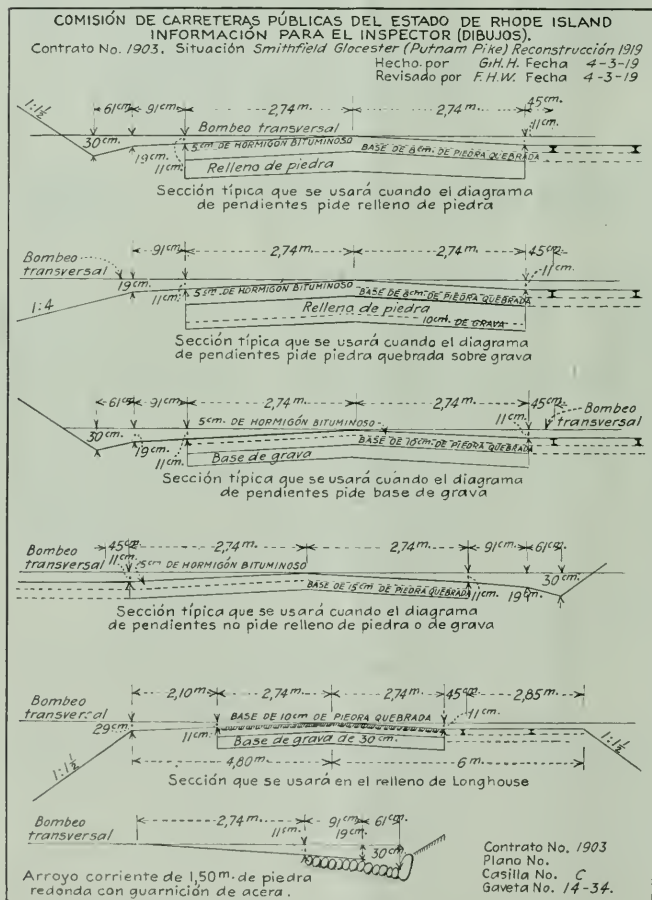 COMISIÓN DE CARRETERAS PÚBLICAS DEL ESTADO DE RHODE ISLAND
INFORMACIÓN PARA EL INSPECTOR (DIBUJOS).
Contrato No. 1903. Situación Smithfield Glocester (Putnam Pike) Reconstrucción 1919
Hecho por G.H.H. Fecha 4-3-19
Revisado por F.H.W. Fecha 4-3-19
1:1½ 61cm. 91cm. 2,74m. 2,74m. 45cm.
30cm. Bombeo transversal 11cm.
19cm. 5cm DE HORMIGÓN BITUMINOSO BASE DE 8cm. DE PIEDRA QUEBRADA
11cm. Relleno de piedra
Sección típica que se usará cuando el diagrama
de pendientes pide relleno de piedra
91cm. 2,74m. 2,74m. 45cm.
Bombeo
transversal 11cm.
19cm. 5cm. DE HORMIGÓN BITUMINOSO BASE DE 8cm. DE PIEDRA QUEBRADA
1:4 11cm. Relleno de piedra
10cm. DE GRAVA
Sección típica que se usará cuando el diagrama
de pendientes pide piedra quebrada sobre grava
61cm 91cm. 2,74m. 2,74m. 45cm.
5cm. DE HORMIGÓN BITUMINOSO 11cm. Bombeo
transversal
30cm. 19cm. BASE DE 10cm. DE PIEDRA QUEBRADA
11cm. Base de grava
Sección típica que se usará cuando el diagrama
de pendientes pide base de grava
45cm 2,74m. 2,74m. 91cm. 61cm.
Bombeo
transversal 11cm. 5cm DE HORMIGÓN BITUMINOSO 30cm.
BASE DE 15cm. DE PIEDRA QUEBRADA 11cm. 19cm.
Sección típica que se usará cuando el diagrama
de pendientes no pide relleno de piedra o de grava
2,10m. 2,74m. 2,74m. 45cm 2,85m.
Bombeo
transversal BASE DE 10cm DE PIEDRA QUEBRADA 11cm.
29cm. 11cm. Base de grava de 30cm.
1:1½ 4,80m. 6m. 1:1½
Sección que se usará en el relleno de Longhouse
2,74m. 91cm. 61cm.
Bombeo
transversal 11cm. 19cm.
30cm.
Arroyo corriente de 1,50m. de piedra
redonda con guarnición de acera.
Contrato No. 1903
Plano No.
Casilla No. C
Gaveta No. 14-34.